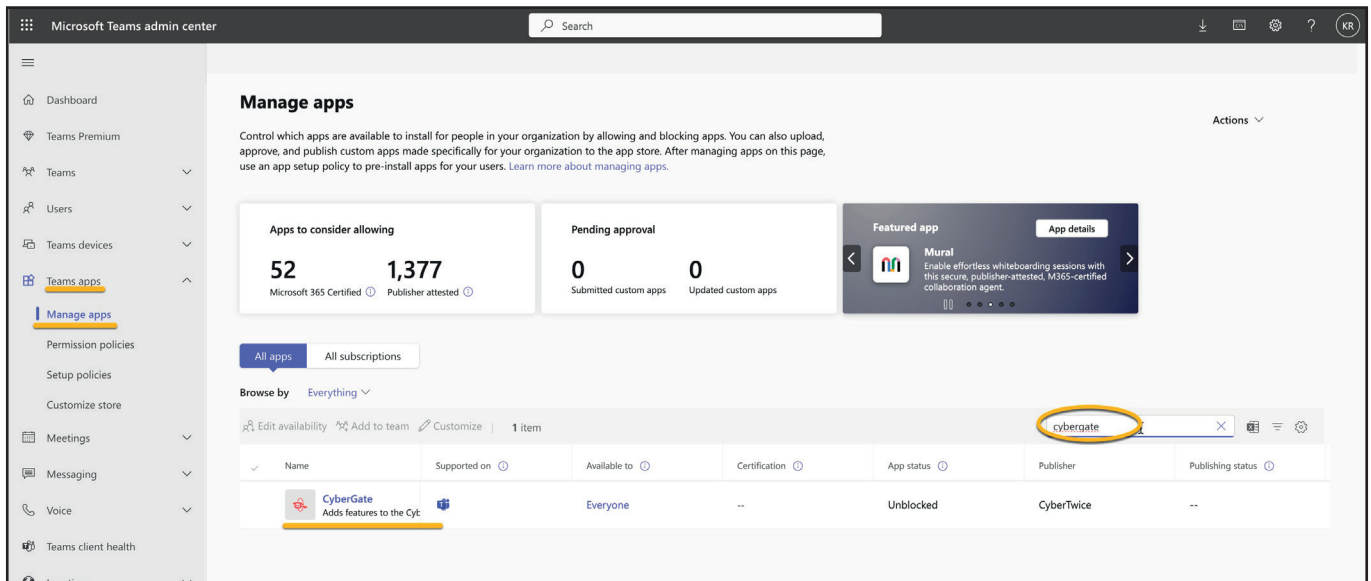 Microsoft Teams admin center
Search
KR
Dashboard
Teams Premium
Teams
Users
Teams devices
Teams apps
Manage apps
Permission policies
Setup policies
Customize store
Meetings
Messaging
Voice
Teams client health
Manage apps
Actions
Control which apps are available to install for people in your organization by allowing and blocking apps. You can also upload,
approve, and publish custom apps made specifically for your organization to the app store. After managing apps on this page,
use an app setup policy to pre-install apps for your users. Learn more about managing apps.
Apps to consider allowing
52
1,377
Microsoft 365 Certified
Publisher attested
Pending approval
0
0
Submitted custom apps
Updated custom apps
Featured app
App details
Mural
Enable effortless whiteboarding sessions with
this secure, publisher-attested, M365-certified
collaboration agent.
All apps
All subscriptions
Browse by Everything
Edit availability
Add to team
Customize
1 item
cybergate
Name
Supported on
Available to
Certification
App status
Publisher
Publishing status
CyberGate
Adds features to the Cyb
Everyone
--
Unblocked
CyberTwice
--